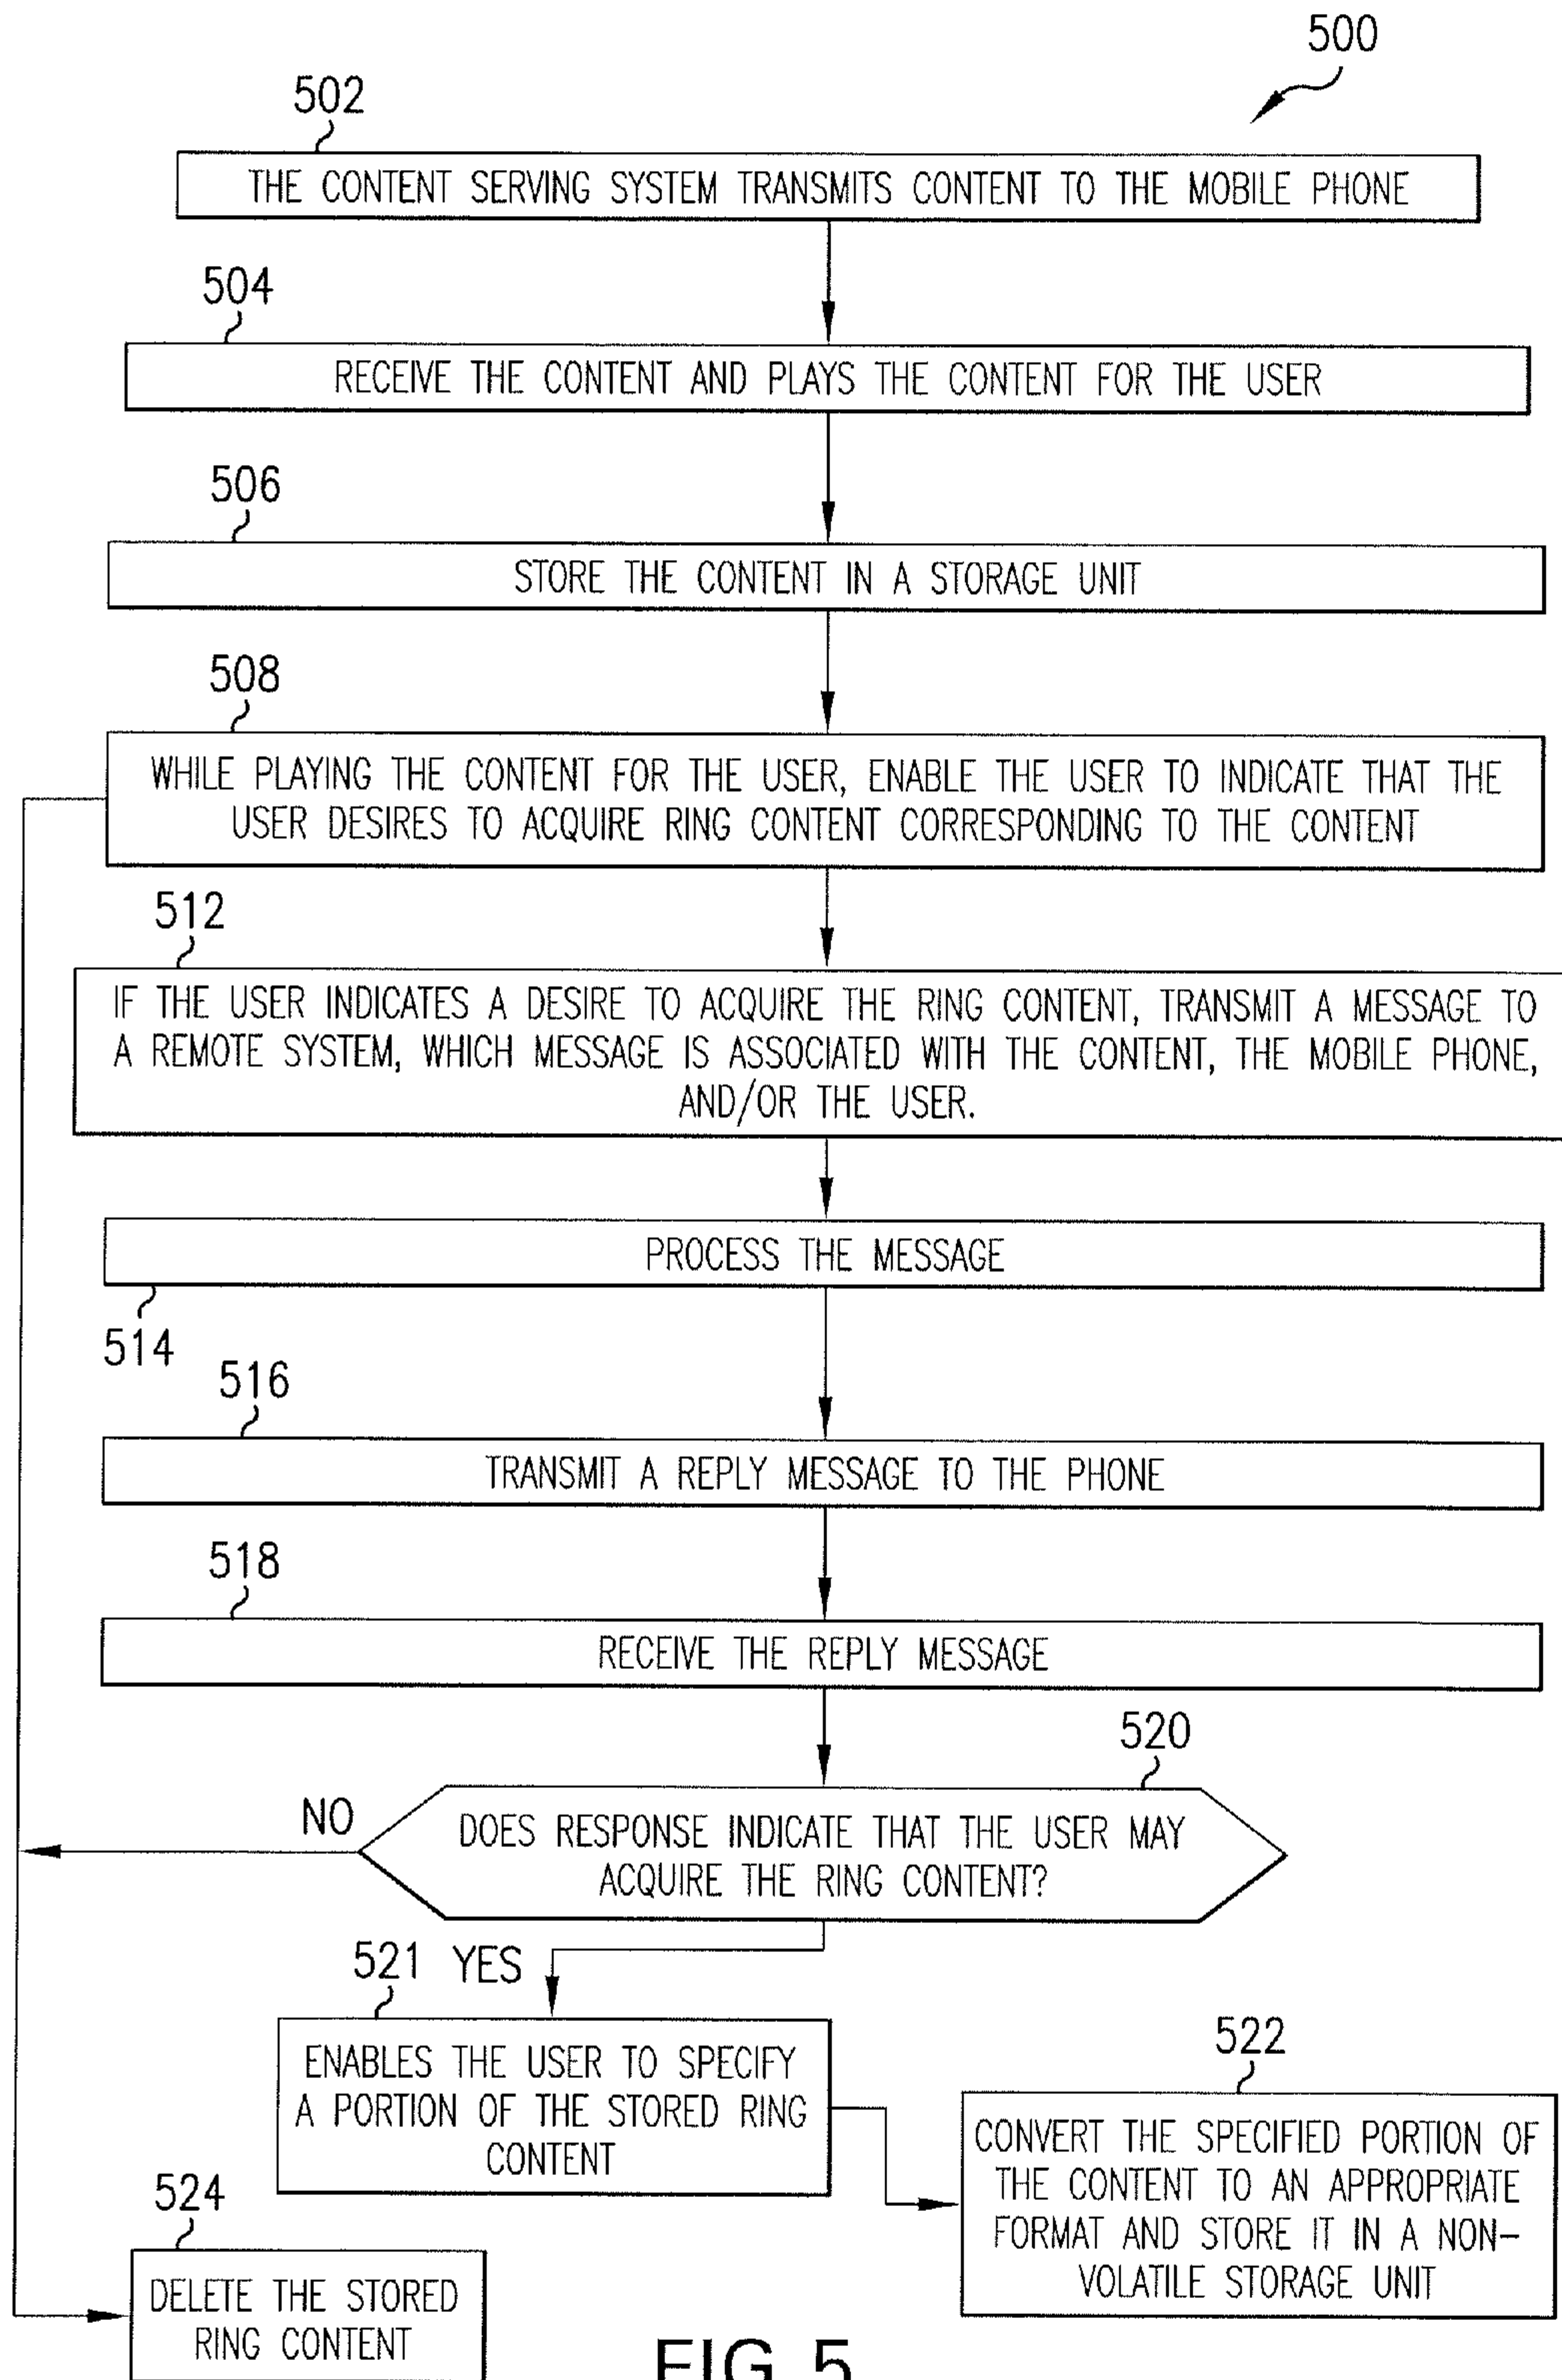 500
502
THE CONTENT SERVING SYSTEM TRANSMITS CONTENT TO THE MOBILE PHONE
504
RECEIVE THE CONTENT AND PLAYS THE CONTENT FOR THE USER
506
STORE THE CONTENT IN A STORAGE UNIT
508
WHILE PLAYING THE CONTENT FOR THE USER, ENABLE THE USER TO INDICATE THAT THE
USER DESIRES TO ACQUIRE RING CONTENT CORRESPONDING TO THE CONTENT
512
IF THE USER INDICATES A DESIRE TO ACQUIRE THE RING CONTENT, TRANSMIT A MESSAGE TO
A REMOTE SYSTEM, WHICH MESSAGE IS ASSOCIATED WITH THE CONTENT, THE MOBILE PHONE,
AND/OR THE USER.
PROCESS THE MESSAGE
514
516
TRANSMIT A REPLY MESSAGE TO THE PHONE
518
RECEIVE THE REPLY MESSAGE
520
NO
DOES RESPONSE INDICATE THAT THE USER MAY
ACQUIRE THE RING CONTENT?
521 YES
ENABLES THE USER TO SPECIFY
A PORTION OF THE STORED RING
CONTENT
522
CONVERT THE SPECIFIED PORTION OF
THE CONTENT TO AN APPROPRIATE
FORMAT AND STORE IT IN A NON-
VOLATILE STORAGE UNIT
524
DELETE THE STORED
RING CONTENT
FIG. 5